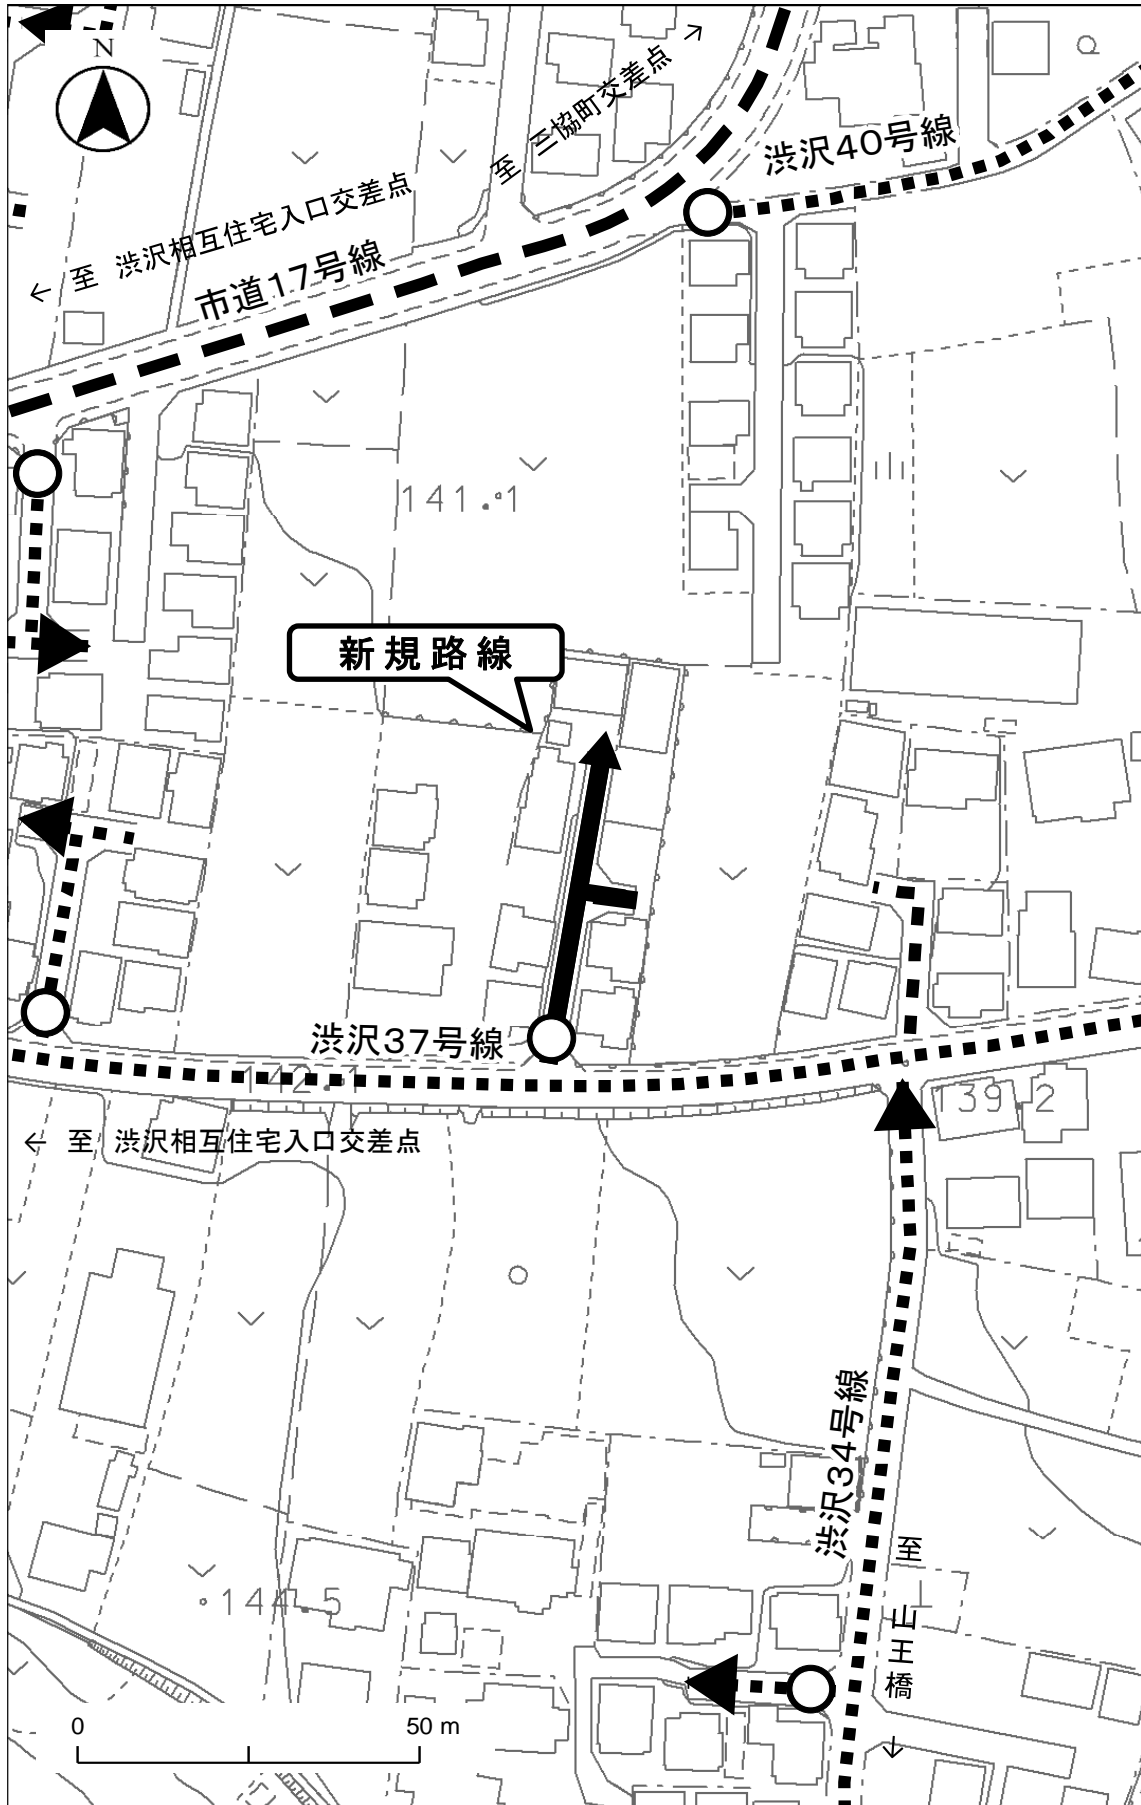 N
至 三協町交差点 →
渋沢40号線
← 至 渋沢相互住宅入口交差点
市道17号線
141.1
新規路線
渋沢37号線
142.1
139.2
← 至 渋沢相互住宅入口交差点
渋沢34号線
至 山王橋 →
144.5
0 50 m